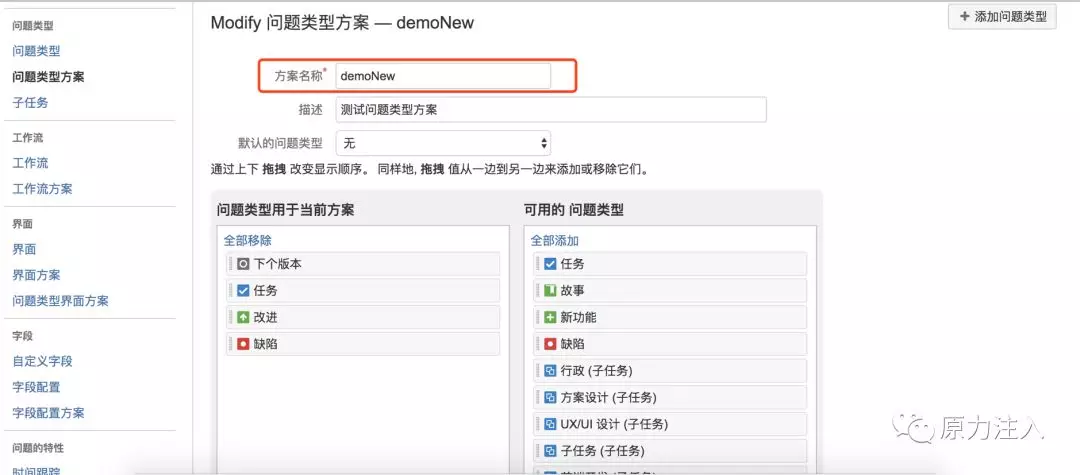 问题类型
问题类型
问题类型方案
子任务
工作流
工作流
工作流方案
界面
界面
界面方案
问题类型界面方案
字段
自定义字段
字段配置
字段配置方案
问题的特性
时间跟踪
Modify 问题类型方案 — demoNew
+ 添加问题类型
方案名称* demoNew
描述 测试问题类型方案
默认的问题类型 无
通过上下 拖拽 改变显示顺序。 同样地, 拖拽 值从一边到另一边来添加或移除它们。
问题类型用于当前方案
全部移除
下个版本
任务
改进
缺陷
可用的 问题类型
全部添加
任务
故事
新功能
缺陷
行政 (子任务)
方案设计 (子任务)
UX/UI 设计 (子任务)
子任务 (子任务)
原力注入